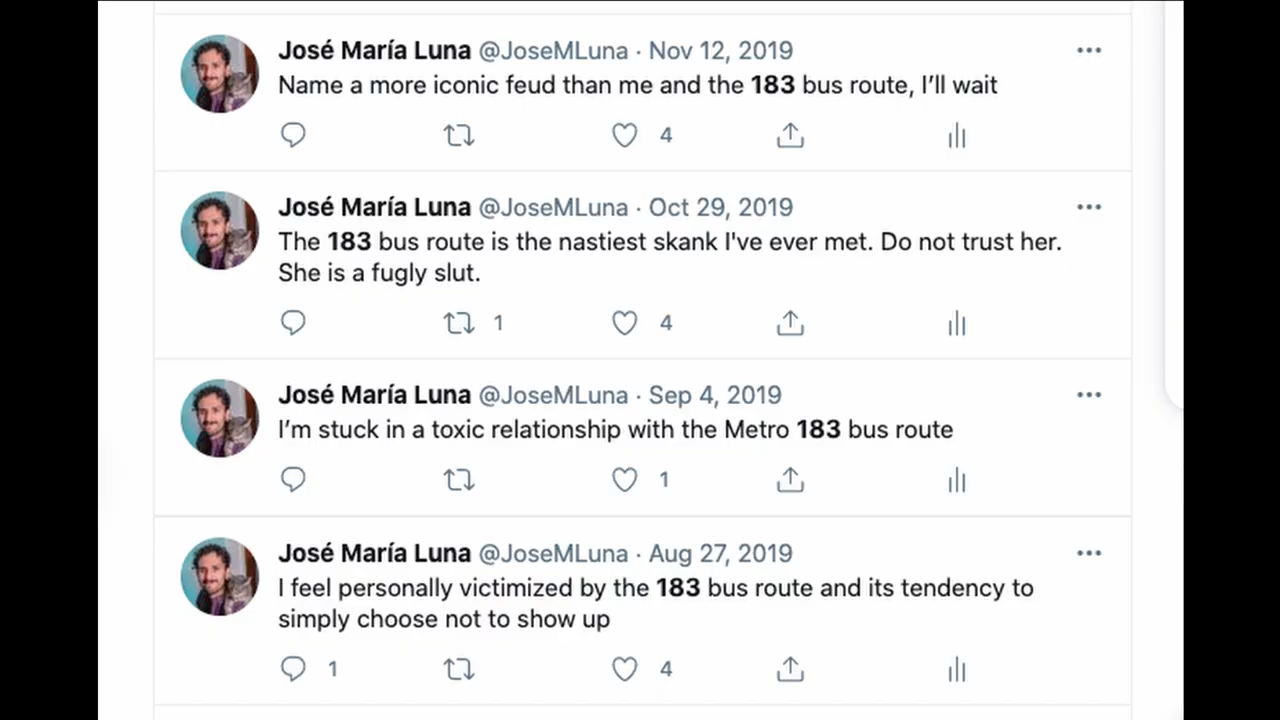 José María Luna @JoseMLuna · Nov 12, 2019
Name a more iconic feud than me and the 183 bus route, I’ll wait
4
José María Luna @JoseMLuna · Oct 29, 2019
The 183 bus route is the nastiest skank I've ever met. Do not trust her.
She is a fugly slut.
1 4
José María Luna @JoseMLuna · Sep 4, 2019
I’m stuck in a toxic relationship with the Metro 183 bus route
1
José María Luna @JoseMLuna · Aug 27, 2019
I feel personally victimized by the 183 bus route and its tendency to
simply choose not to show up
1 4